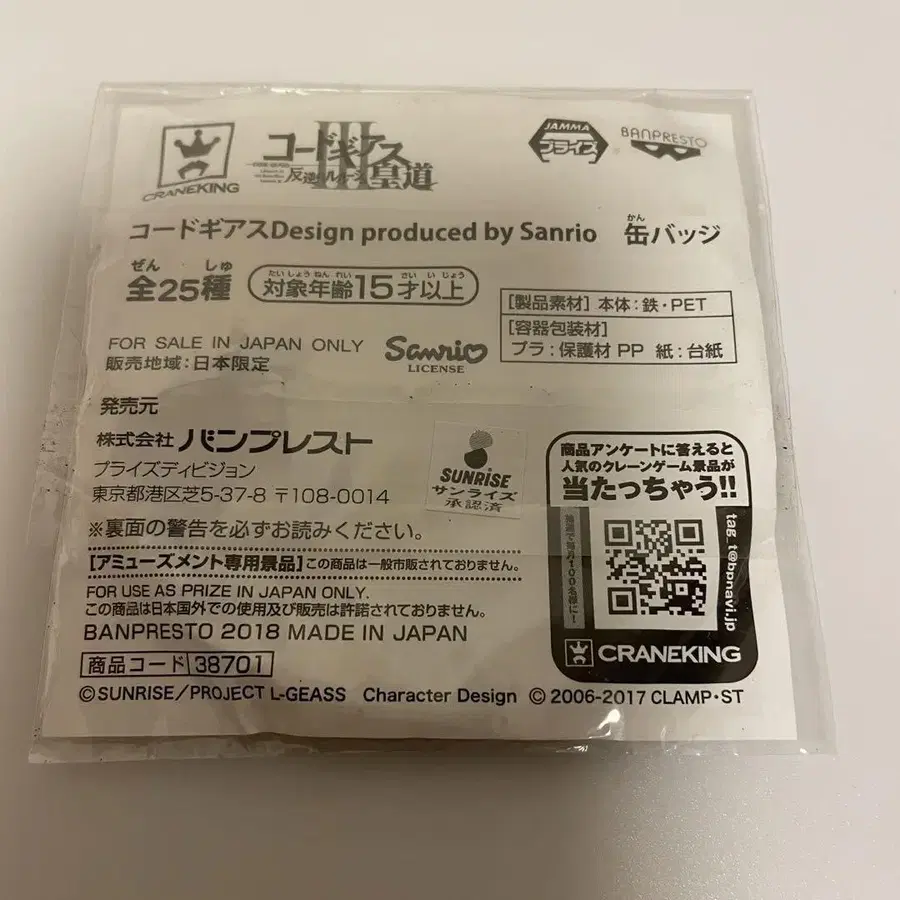 CRANEKING
コードギアス
反逆のルルーシュ
III
皇道
JAMMA
プライズ
BANPRESTO
コードギアスDesign produced by Sanrio 缶バッジ
かん
ぜん しゅ
全25種
たいしょうねんれい さいいじょう
対象年齢15才以上
[製品素材] 本体:鉄・PET
[容器包装材]
プラ:保護材 PP 紙:台紙
FOR SALE IN JAPAN ONLY
販売地域:日本限定
Sanrio
LICENSE
発売元
株式会社 バンプレスト
プライズディビジョン
東京都港区芝5-37-8 〒108-0014
SUNRISE
サンライズ
承認済
※裏面の警告を必ずお読みください。
[アミューズメント専用景品] この商品は一般市販されておりません。
FOR USE AS PRIZE IN JAPAN ONLY.
この商品は日本国外での使用及び販売は許諾されておりません。
BANPRESTO 2018 MADE IN JAPAN
商品コード 38701
©SUNRISE/PROJECT L-GEASS Character Design ©2006-2017 CLAMP・ST
商品アンケートに答えると
人気のクレーンゲーム景品が
当たっちゃう!!
抽選で毎月100名様に!
tag_t@bpnavi.jp
CRANEKING